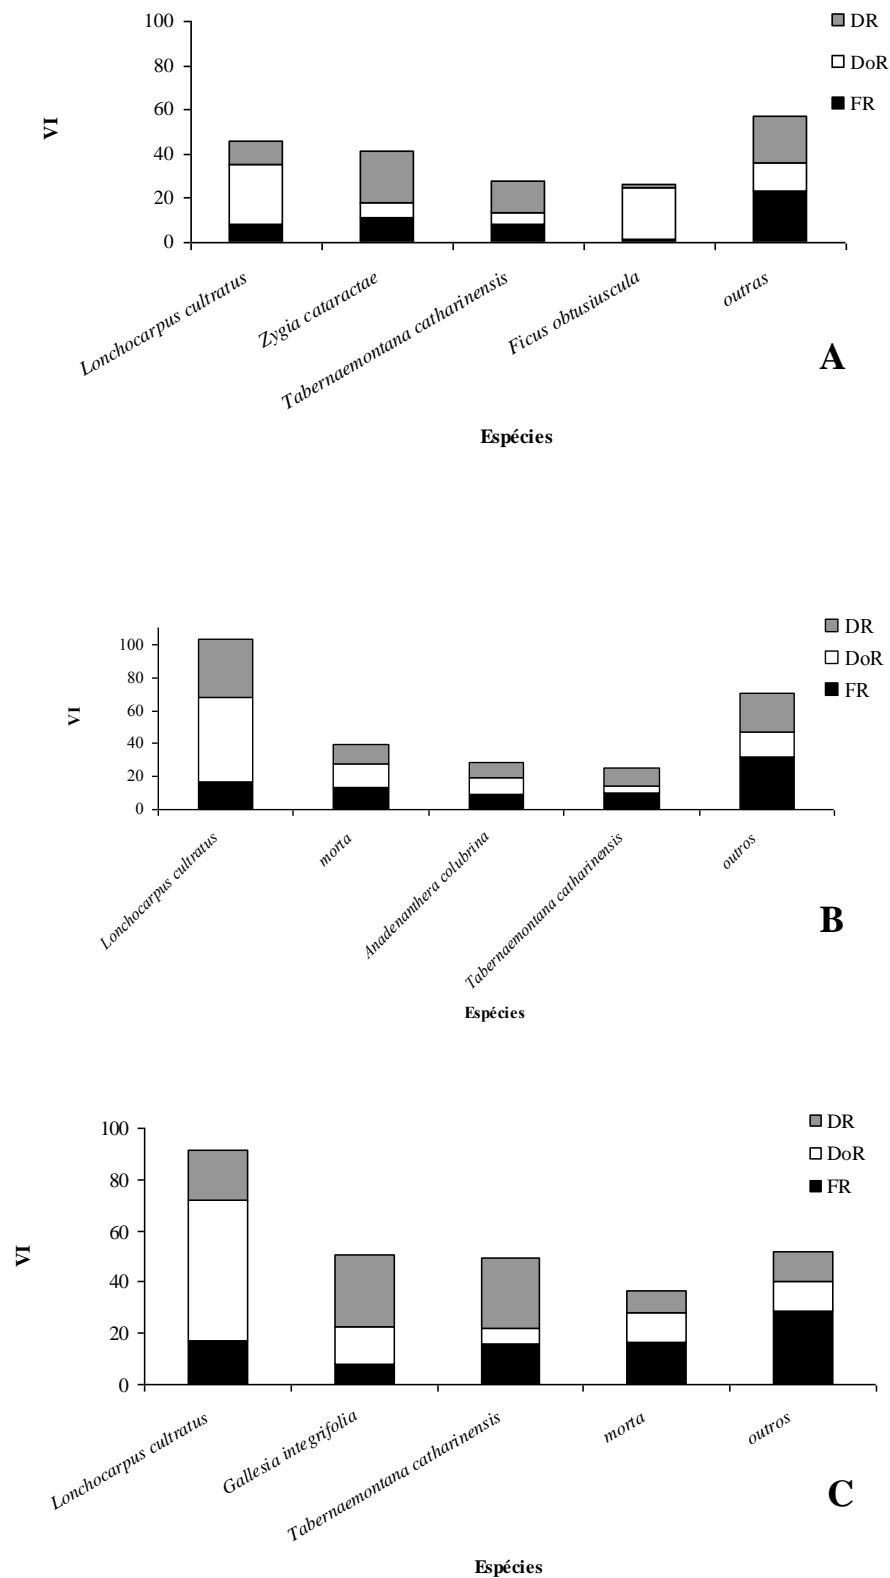 100
80
60
40
20
0
VI
DR
DoR
FR
Lonchocarpus cultratus
Zygia cataractae
Tabernaemontana catharinensis
Ficus obtusiuscula
outras
A
Espécies
100
80
60
40
20
0
VI
DR
DoR
FR
Lonchocarpus cultratus
morta
Anadenanthera colubrina
Tabernaemontana catharinensis
outros
B
Espécies
100
80
60
40
20
0
VI
DR
DoR
FR
Lonchocarpus cultratus
Gallesia integrifolia
Tabernaemontana catharinensis
morta
outros
C
Espécies